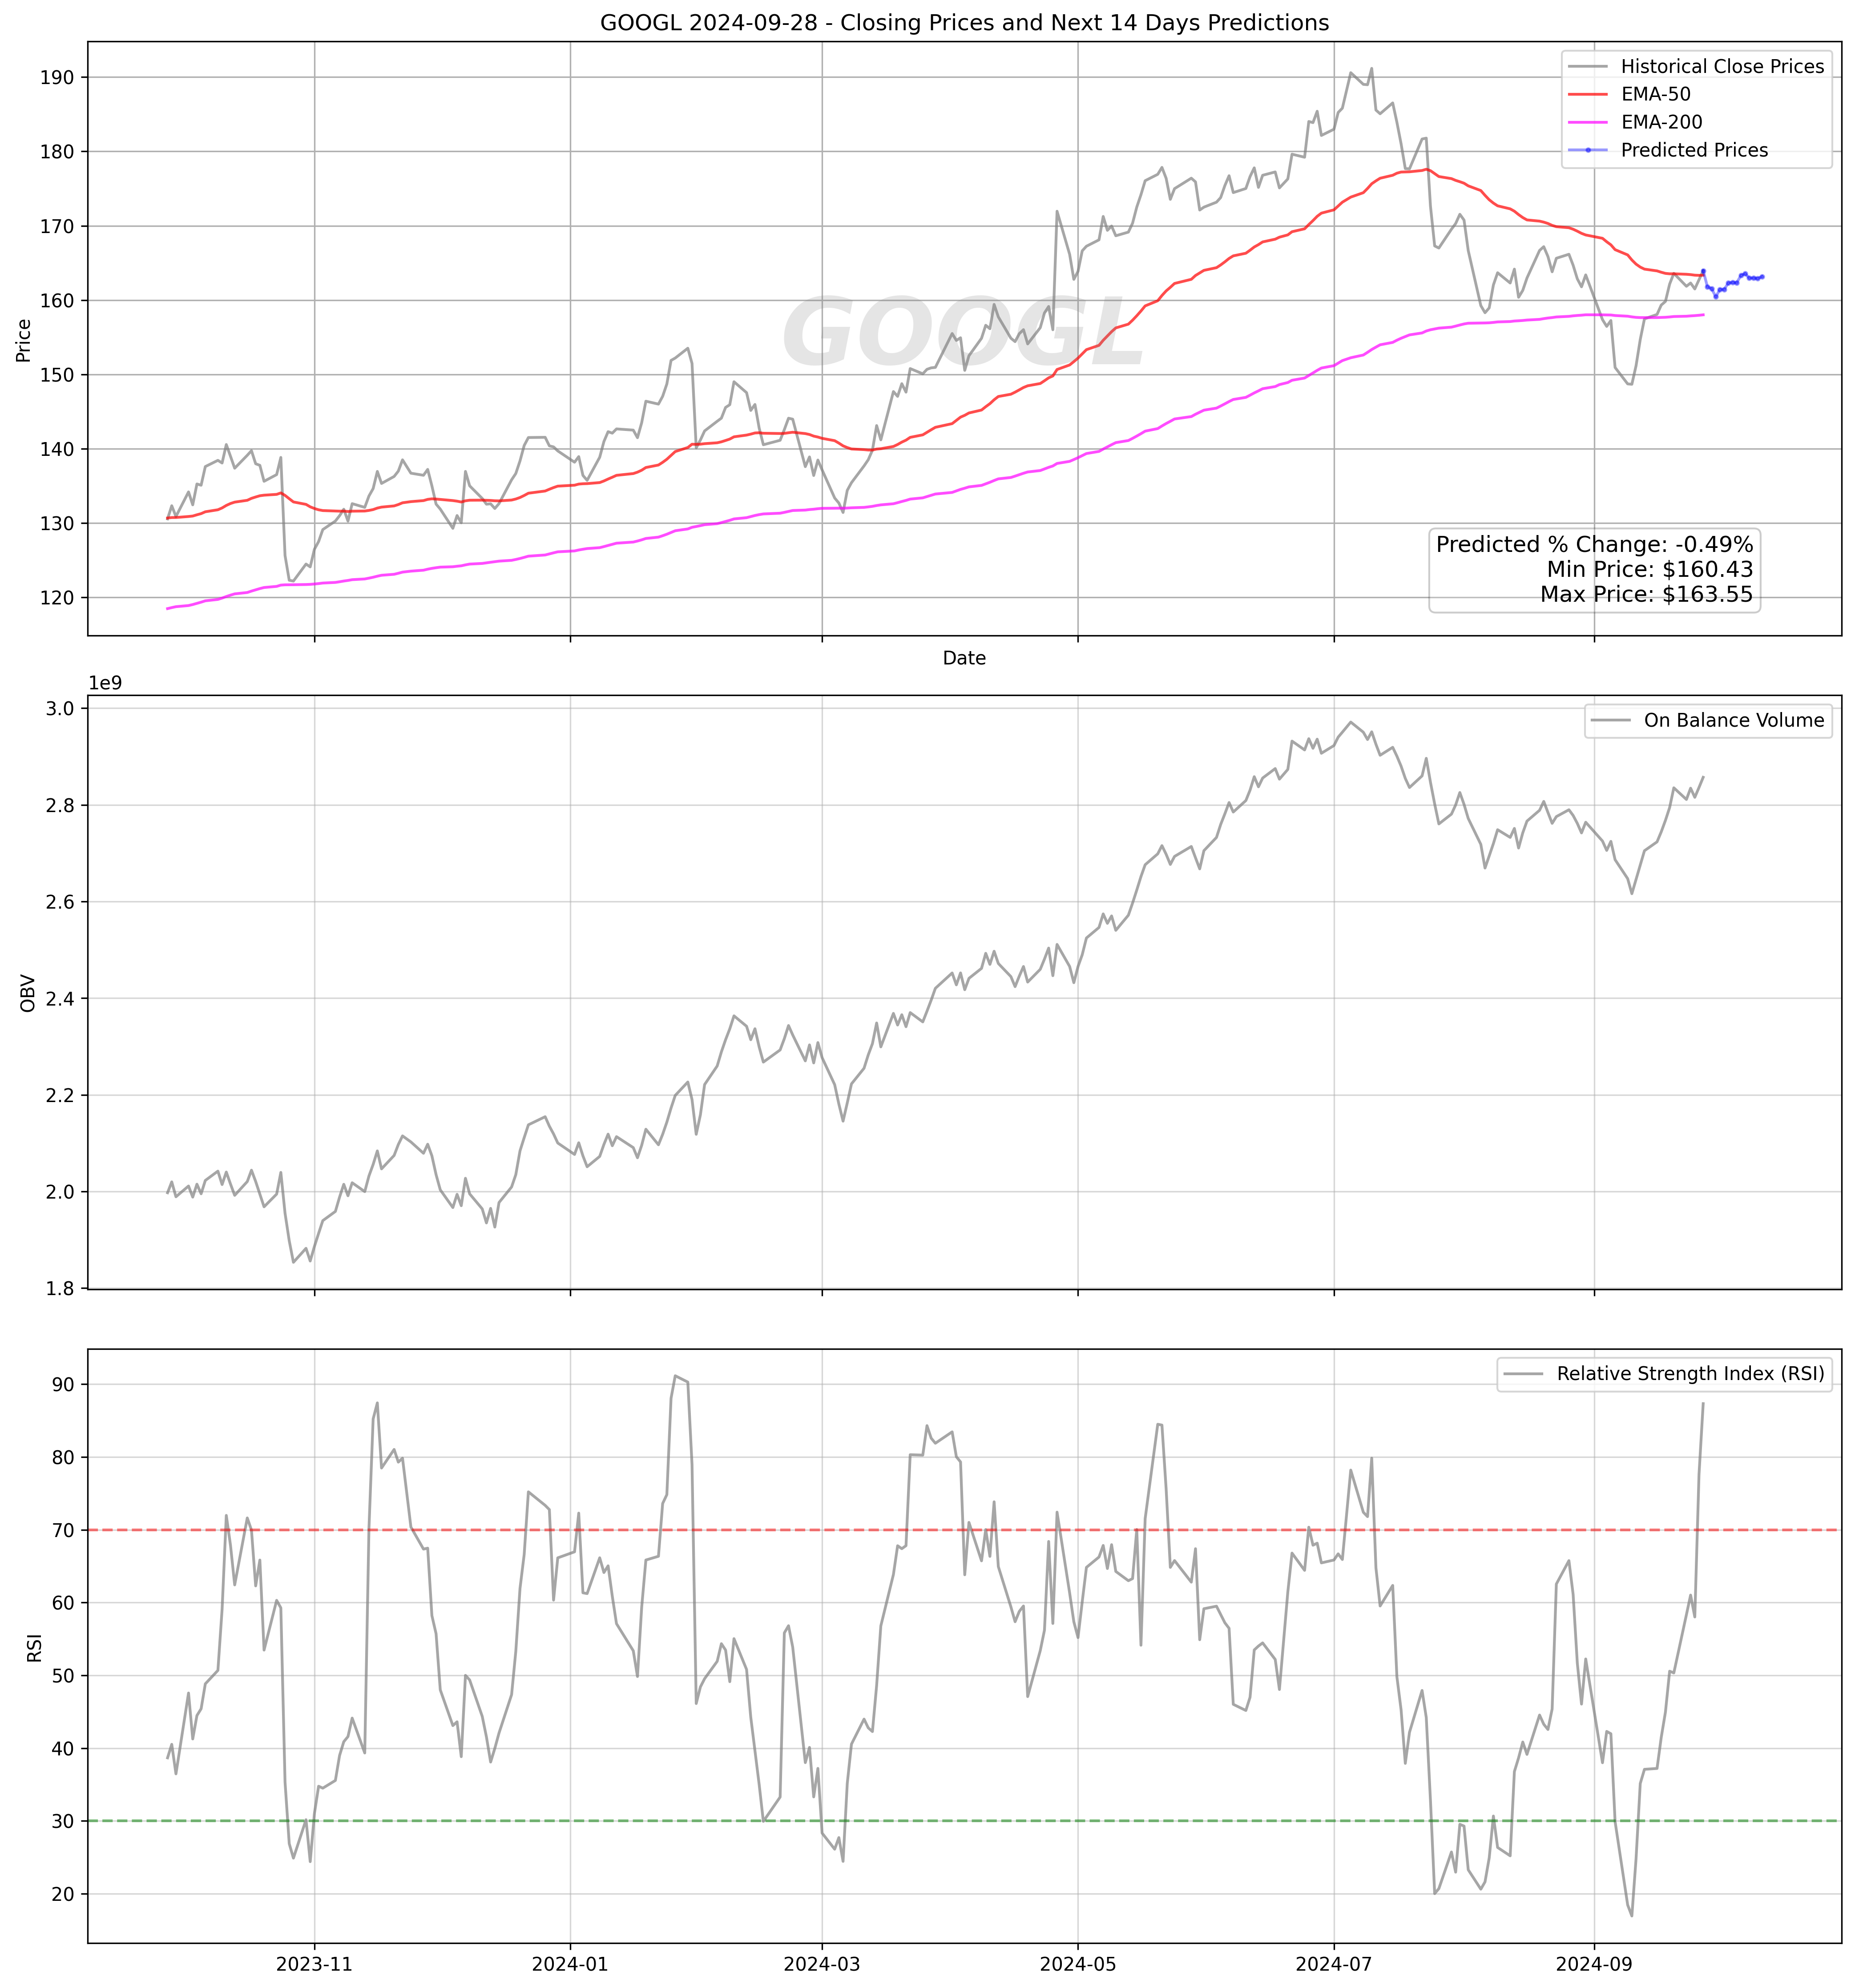 GOOGL 2024-09-28 - Closing Prices and Next 14 Days Predictions
190
180
170
160
150
140
130
120
Price
Historical Close Prices
EMA-50
EMA-200
Predicted Prices
GOOGL
Predicted % Change: -0.49%
Min Price: $160.43
Max Price: $163.55
Date
1e9
3.0
2.8
2.6
2.4
2.2
2.0
1.8
OBV
On Balance Volume
90
80
70
60
50
40
30
20
RSI
Relative Strength Index (RSI)
2023-11
2024-01
2024-03
2024-05
2024-07
2024-09